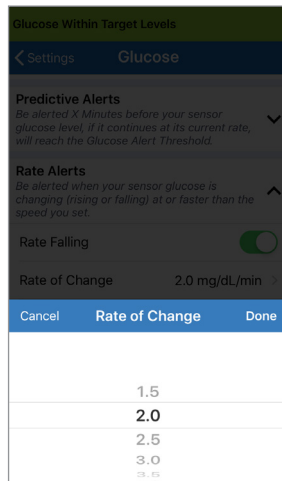 Glucose Within Target Levels
Settings Glucose
Predictive Alerts
Be alerted X Minutes before your sensor
glucose level, if it continues at its current rate,
will reach the Glucose Alert Threshold.
Rate Alerts
Be alerted when your sensor glucose is
changing (rising or falling) at or faster than the
speed you set.
Rate Falling
Rate of Change 2.0 mg/dL/min
Cancel Rate of Change Done
1.5
2.0
2.5
3.0
3.5